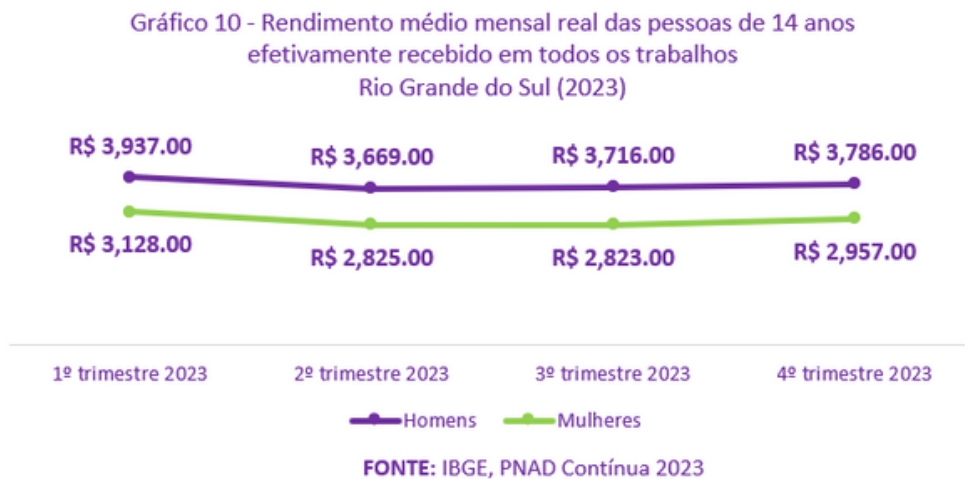 Gráfico 10 - Rendimento médio mensal real das pessoas de 14 anos
efetivamente recebido em todos os trabalhos
Rio Grande do Sul (2023)
R$ 3,937.00 R$ 3,669.00 R$ 3,716.00 R$ 3,786.00
R$ 3,128.00 R$ 2,825.00 R$ 2,823.00 R$ 2,957.00
1º trimestre 2023 2º trimestre 2023 3º trimestre 2023 4º trimestre 2023
Homens Mulheres
FONTE: IBGE, PNAD Contínua 2023